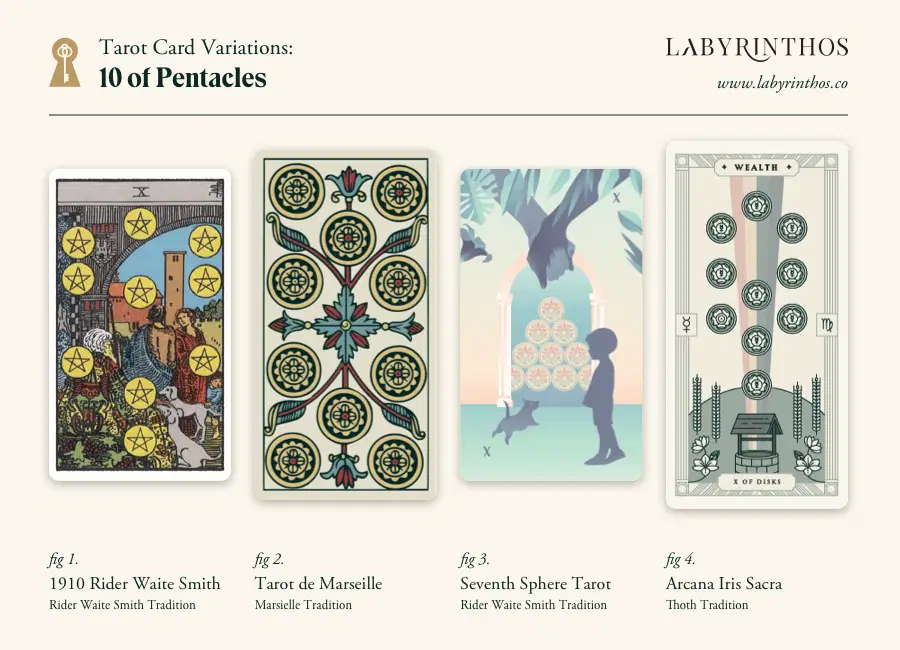 Tarot Card Variations:
10 of Pentacles
LABYRINTHOS
www.labyrinthos.co
X
X
X
WEALTH
X OF DISKS
fig 1.
1910 Rider Waite Smith
Rider Waite Smith Tradition
fig 2.
Tarot de Marseille
Marsielle Tradition
fig 3.
Seventh Sphere Tarot
Rider Waite Smith Tradition
fig 4.
Arcana Iris Sacra
Thoth Tradition